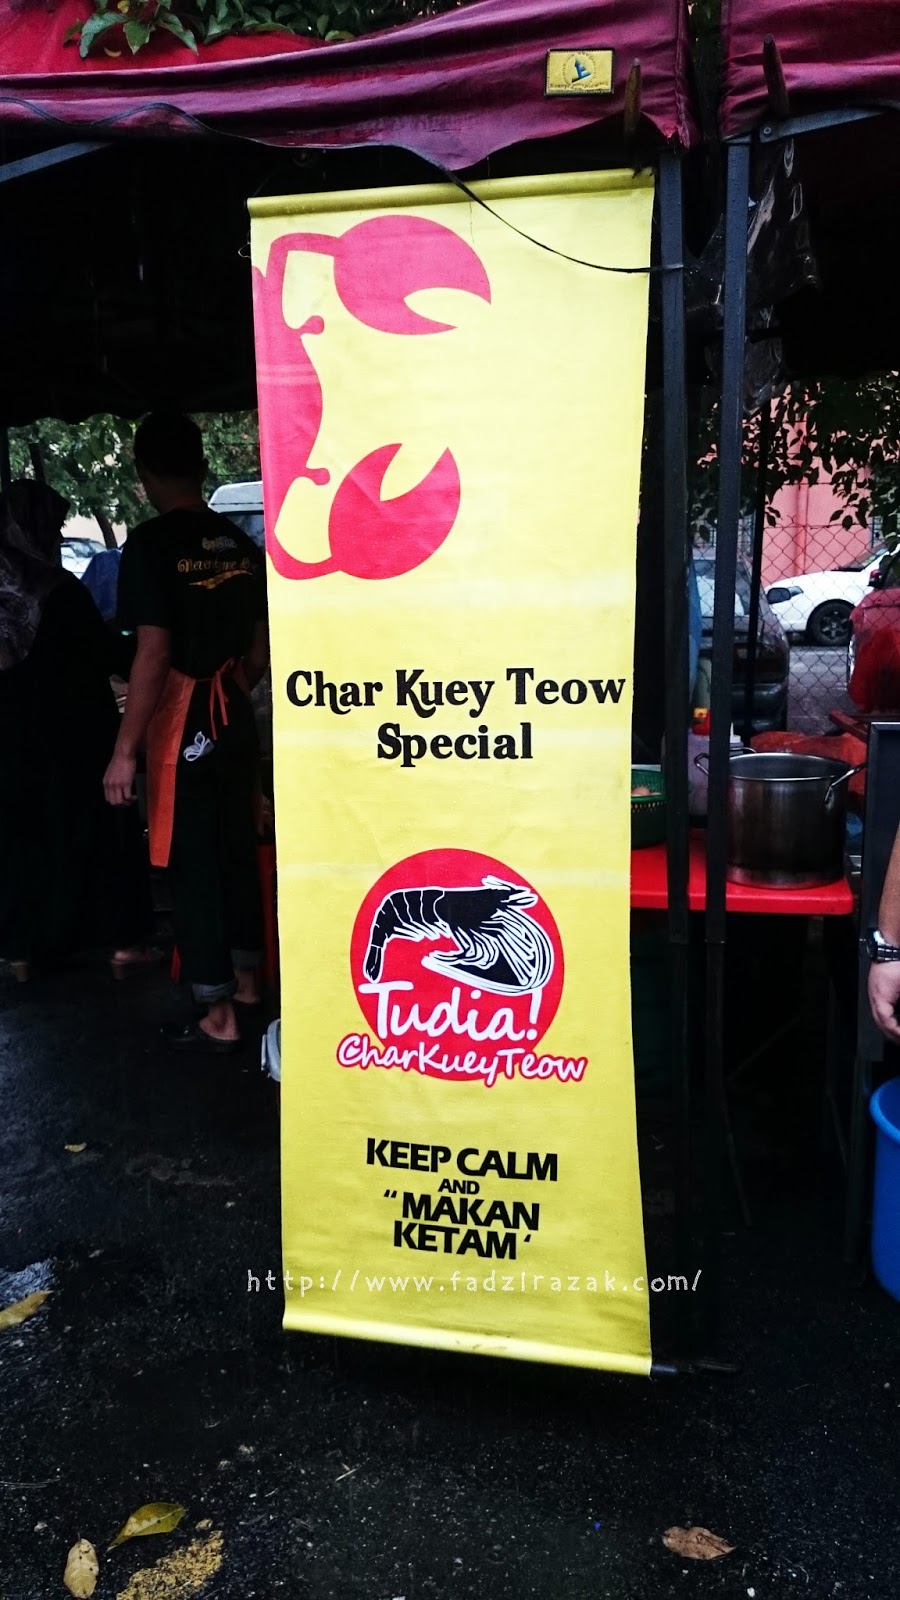 Char Kuey Teow
Special
Tudia!
CharKueyTeow
KEEP CALM
AND
“MAKAN
KETAM‘
http://www.fadzlrazak.com/